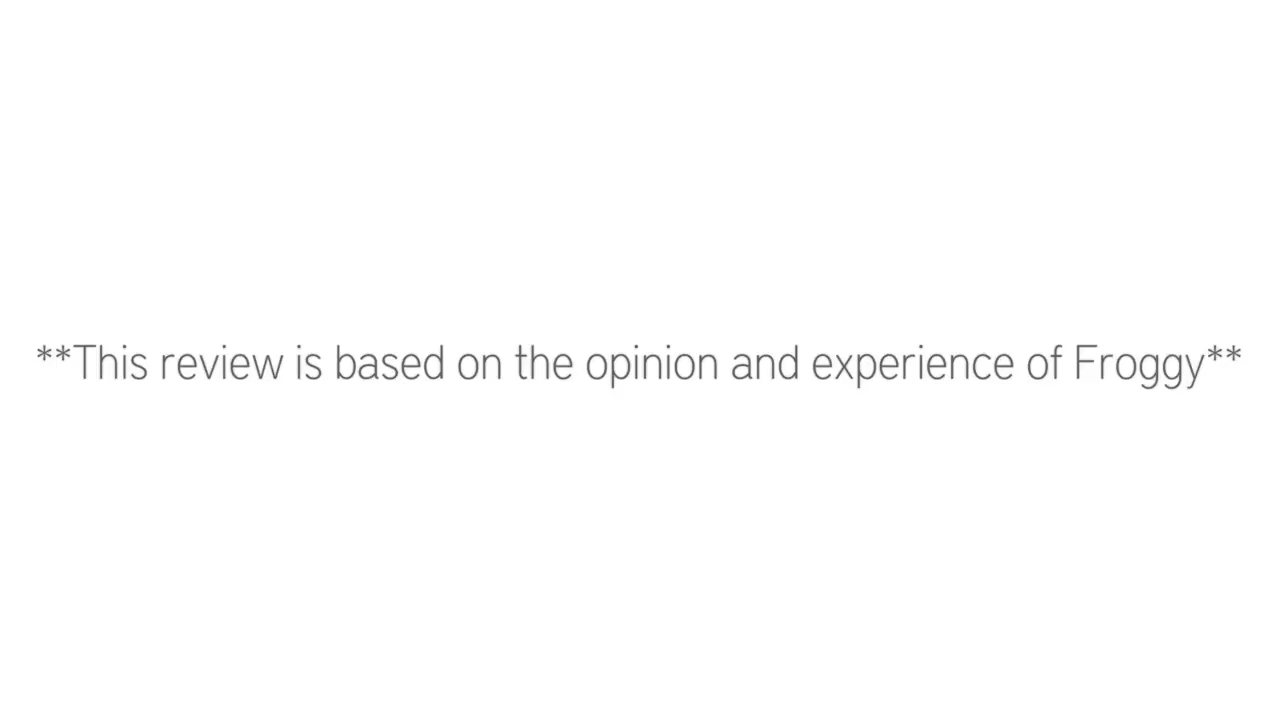 **This review is based on the opinion and experience of Froggy**